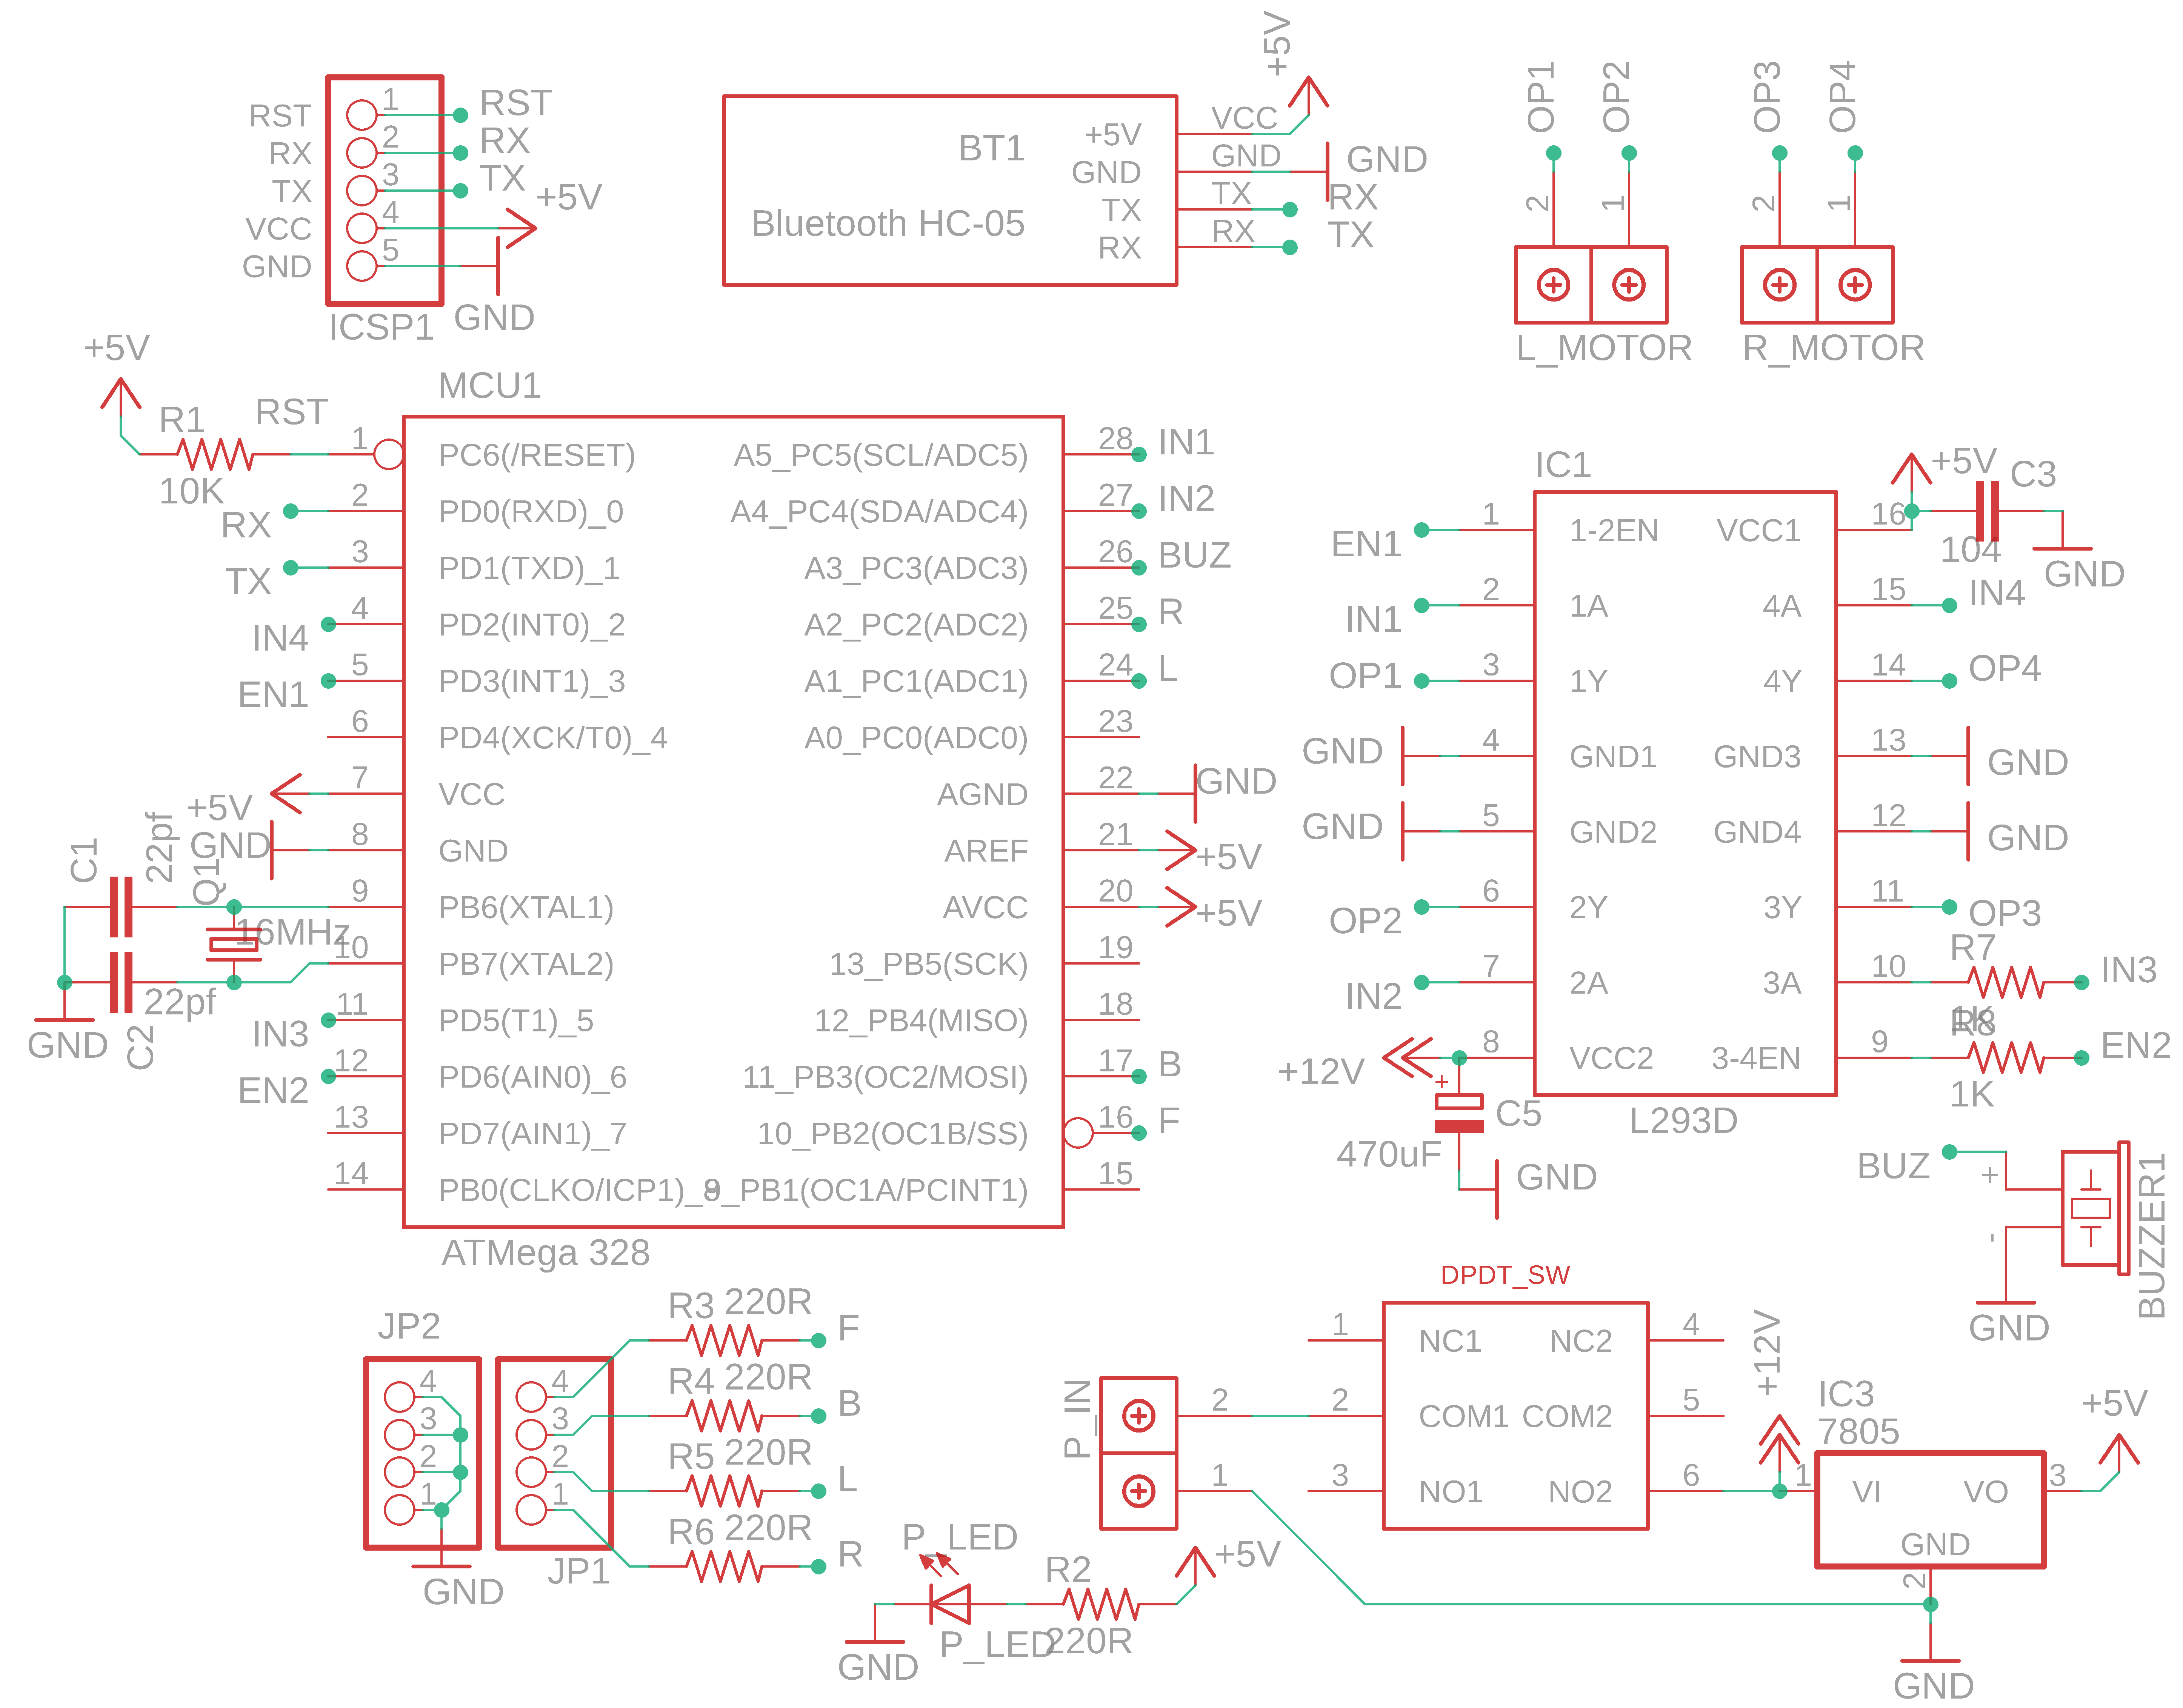 RST 1 RST
RX 2 RX
TX 3 TX
VCC 4 +5V
GND 5 GND
ICSP1
BT1
Bluetooth HC-05
+5V VCC +5V
GND GND GND
TX TX RX
RX RX TX
OP1 OP2 OP3 OP4
2 1 2 1
L_MOTOR R_MOTOR
+5V
R1 RST
10K
MCU1
1 PC6(/RESET) A5_PC5(SCL/ADC5) 28 IN1
RX 2 PD0(RXD)_0 A4_PC4(SDA/ADC4) 27 IN2
TX 3 PD1(TXD)_1 A3_PC3(ADC3) 26 BUZ
IN4 4 PD2(INT0)_2 A2_PC2(ADC2) 25 R
EN1 5 PD3(INT1)_3 A1_PC1(ADC1) 24 L
6 PD4(XCK/T0)_4 A0_PC0(ADC0) 23
+5V 7 VCC AGND 22 GND
GND 8 GND AREF 21 +5V
9 PB6(XTAL1) AVCC 20 +5V
10 PB7(XTAL2) 13_PB5(SCK) 19
IN3 11 PD5(T1)_5 12_PB4(MISO) 18
EN2 12 PD6(AIN0)_6 11_PB3(OC2/MOSI) 17 B
13 PD7(AIN1)_7 10_PB2(OC1B/SS) 16 F
14 PB0(CLKO/ICP1)_8 9_PB1(OC1A/PCINT1) 15
ATMega 328
C1 22pf Q1
16MHz
22pf
C2
GND
IC1
EN1 1 1-2EN VCC1 16 +5V C3
104
GND
IN1 2 1A 4A 15 IN4
OP1 3 1Y 4Y 14 OP4
GND 4 GND1 GND3 13 GND
GND 5 GND2 GND4 12 GND
OP2 6 2Y 3Y 11 OP3
IN2 7 2A 3A 10 R7 IN3
1K
+12V 8 VCC2 3-4EN 9 R8 EN2
1K
L293D
+ C5
470uF
GND
BUZ + -
BUZZER1
GND
JP2
4
3
2
1
GND
4
3
2
1
JP1
R3 220R F
R4 220R B
R5 220R L
R6 220R R
P_LED
P_LED
GND
R2
220R
+5V
P_IN
2
1
DPDT_SW
1 NC1 NC2 4
2 COM1 COM2 5
3 NO1 NO2 6
+12V
IC3
7805
1 VI VO 3 +5V
GND
2
GND